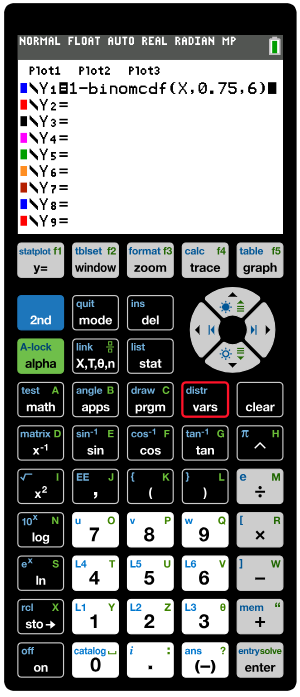 NORMAL FLOAT AUTO REAL RADIAN MP
Plot1 Plot2 Plot3
\Y1=1-binomcdf(X,0.75,6)
\Y2=
\Y3=
\Y4=
\Y5=
\Y6=
\Y7=
\Y8=
\Y9=
statplot f1 tblset f2 format f3 calc f4 table f5
y= window zoom trace graph
quit ins
2nd mode del
A-lock link list
alpha X,T,θ,n stat
test A angle B draw C distr
math apps prgm vars clear
matrix D sin⁻¹ E cos⁻¹ F tan⁻¹ G π H
x⁻¹ sin cos tan ^
√ I EE J { K } L e M
x² , ( ) ÷
10ˣ N u O v P w Q [ R
log 7 8 9 ×
eˣ S L4 T L5 U L6 V ] W
ln 4 5 6 −
rcl X L1 Y L2 Z L3 θ mem “
sto→ 1 2 3 +
off catalog ␣ i : ans ? entry solve
on 0 . (−) enter